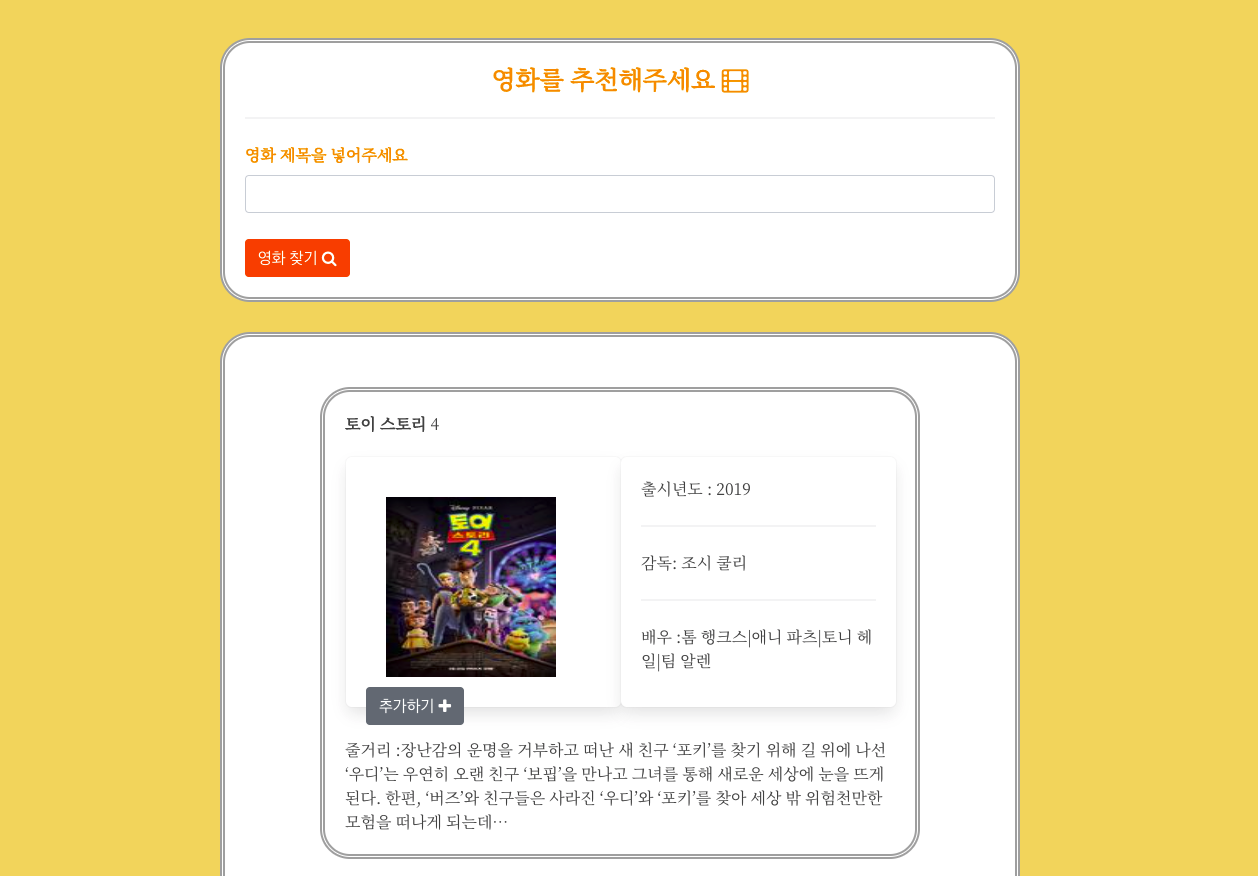 영화를 추천해주세요
영화 제목을 넣어주세요
영화 찾기
토이 스토리 4
토이
스토리
4
출시년도 : 2019
감독: 조시 쿨리
배우 :톰 행크스|애니 파츠|토니 헤
일|팀 알렌
추가하기
줄거리 :장난감의 운명을 거부하고 떠난 새 친구 ‘포키’를 찾기 위해 길 위에 나선
‘우디’는 우연히 오랜 친구 ‘보핍’을 만나고 그녀를 통해 새로운 세상에 눈을 뜨게
된다. 한편, ‘버즈’와 친구들은 사라진 ‘우디’와 ‘포키’를 찾아 세상 밖 위험천만한
모험을 떠나게 되는데…